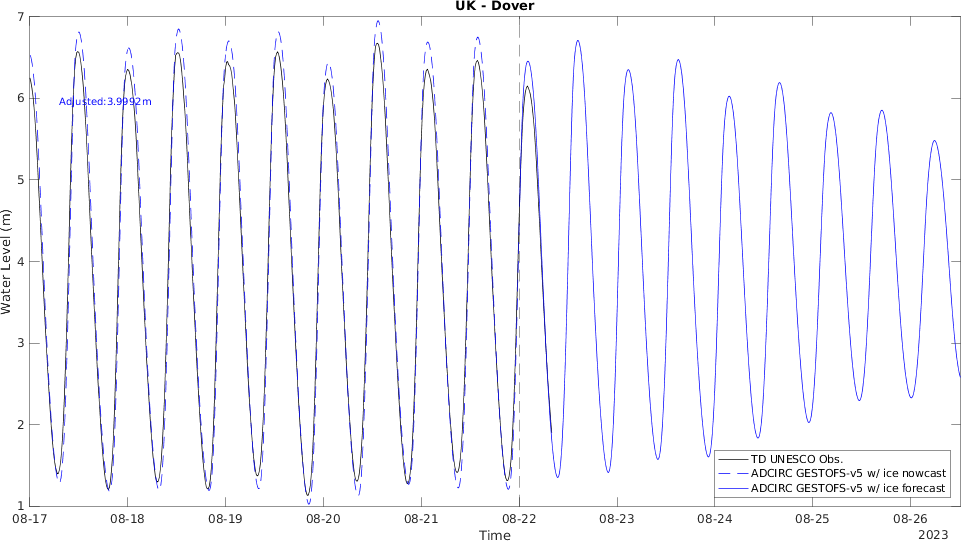 UK - Dover
7
6
5
4
3
2
1
Water Level (m)
Adjusted:3.9992m
TD UNESCO Obs.
ADCIRC GESTOFS-v5 w/ ice nowcast
ADCIRC GESTOFS-v5 w/ ice forecast
08-17 08-18 08-19 08-20 08-21 08-22 08-23 08-24 08-25 08-26
Time
2023